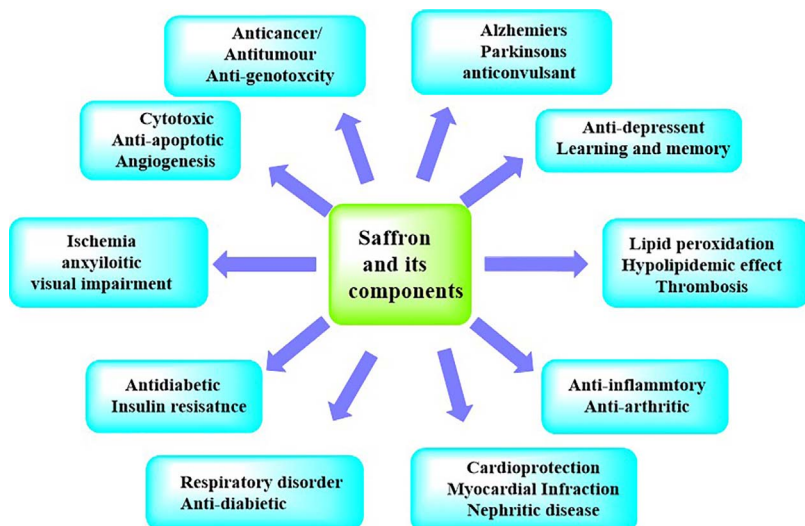 Anticancer/
Antitumour
Anti-genotoxcity
Alzhemiers
Parkinsons
anticonvulsant
Cytotoxic
Anti-apoptotic
Angiogenesis
Anti-depressent
Learning and memory
Ischemia
anxyiloitic
visual impairment
Saffron
and its
components
Lipid peroxidation
Hypolipidemic effect
Thrombosis
Antidiabetic
Insulin resisatnce
Anti-inflammtory
Anti-arthritic
Respiratory disorder
Anti-diabietic
Cardioprotection
Myocardial Infraction
Nephritic disease